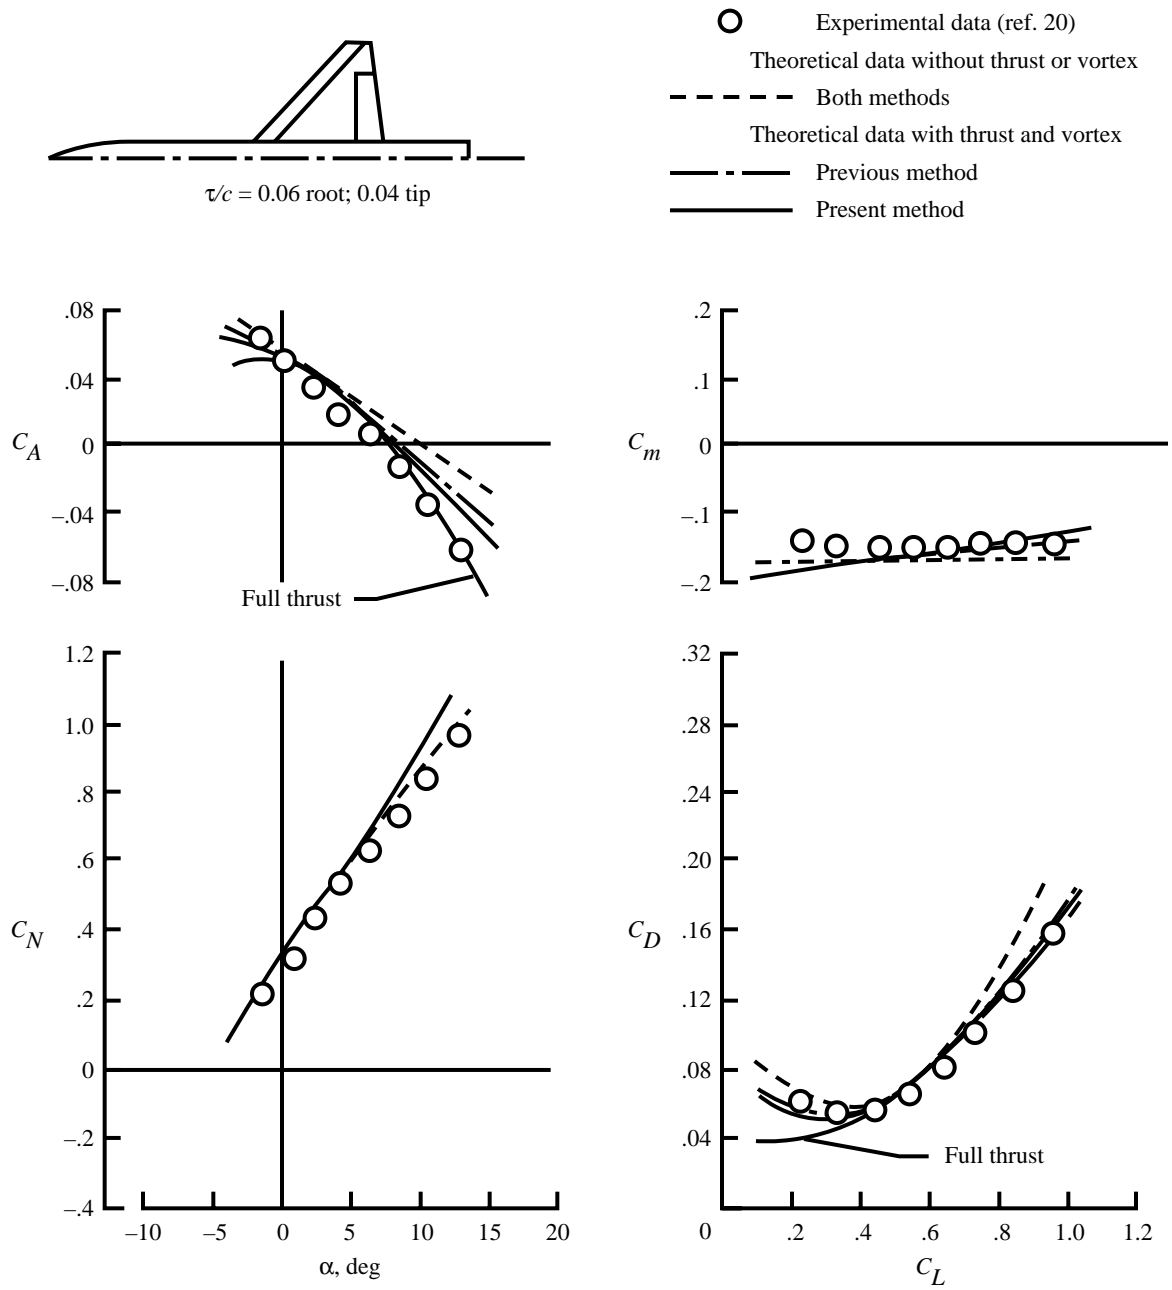 Experimental data (ref. 20)
Theoretical data without thrust or vortex
Both methods
Theoretical data with thrust and vortex
Previous method
Present method
τ/c = 0.06 root; 0.04 tip
.08
.04
0
–.04
–.08
C_A
Full thrust
.2
.1
0
–.1
–.2
C_m
1.2
1.0
.8
.6
.4
.2
0
–.2
–.4
C_N
–10 –5 0 5 10 15 20
α, deg
.32
.28
.24
.20
.16
.12
.08
.04
C_D
Full thrust
0 .2 .4 .6 .8 1.0 1.2
C_L